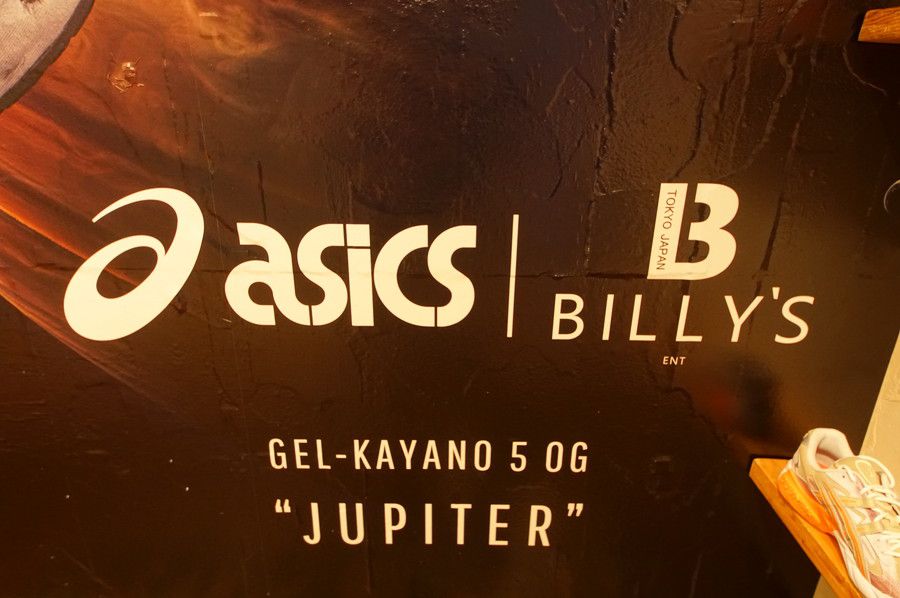 asics
TOKYO JAPAN
B
BILLY'S
ENT
GEL-KAYANO 5 OG
“JUPITER”